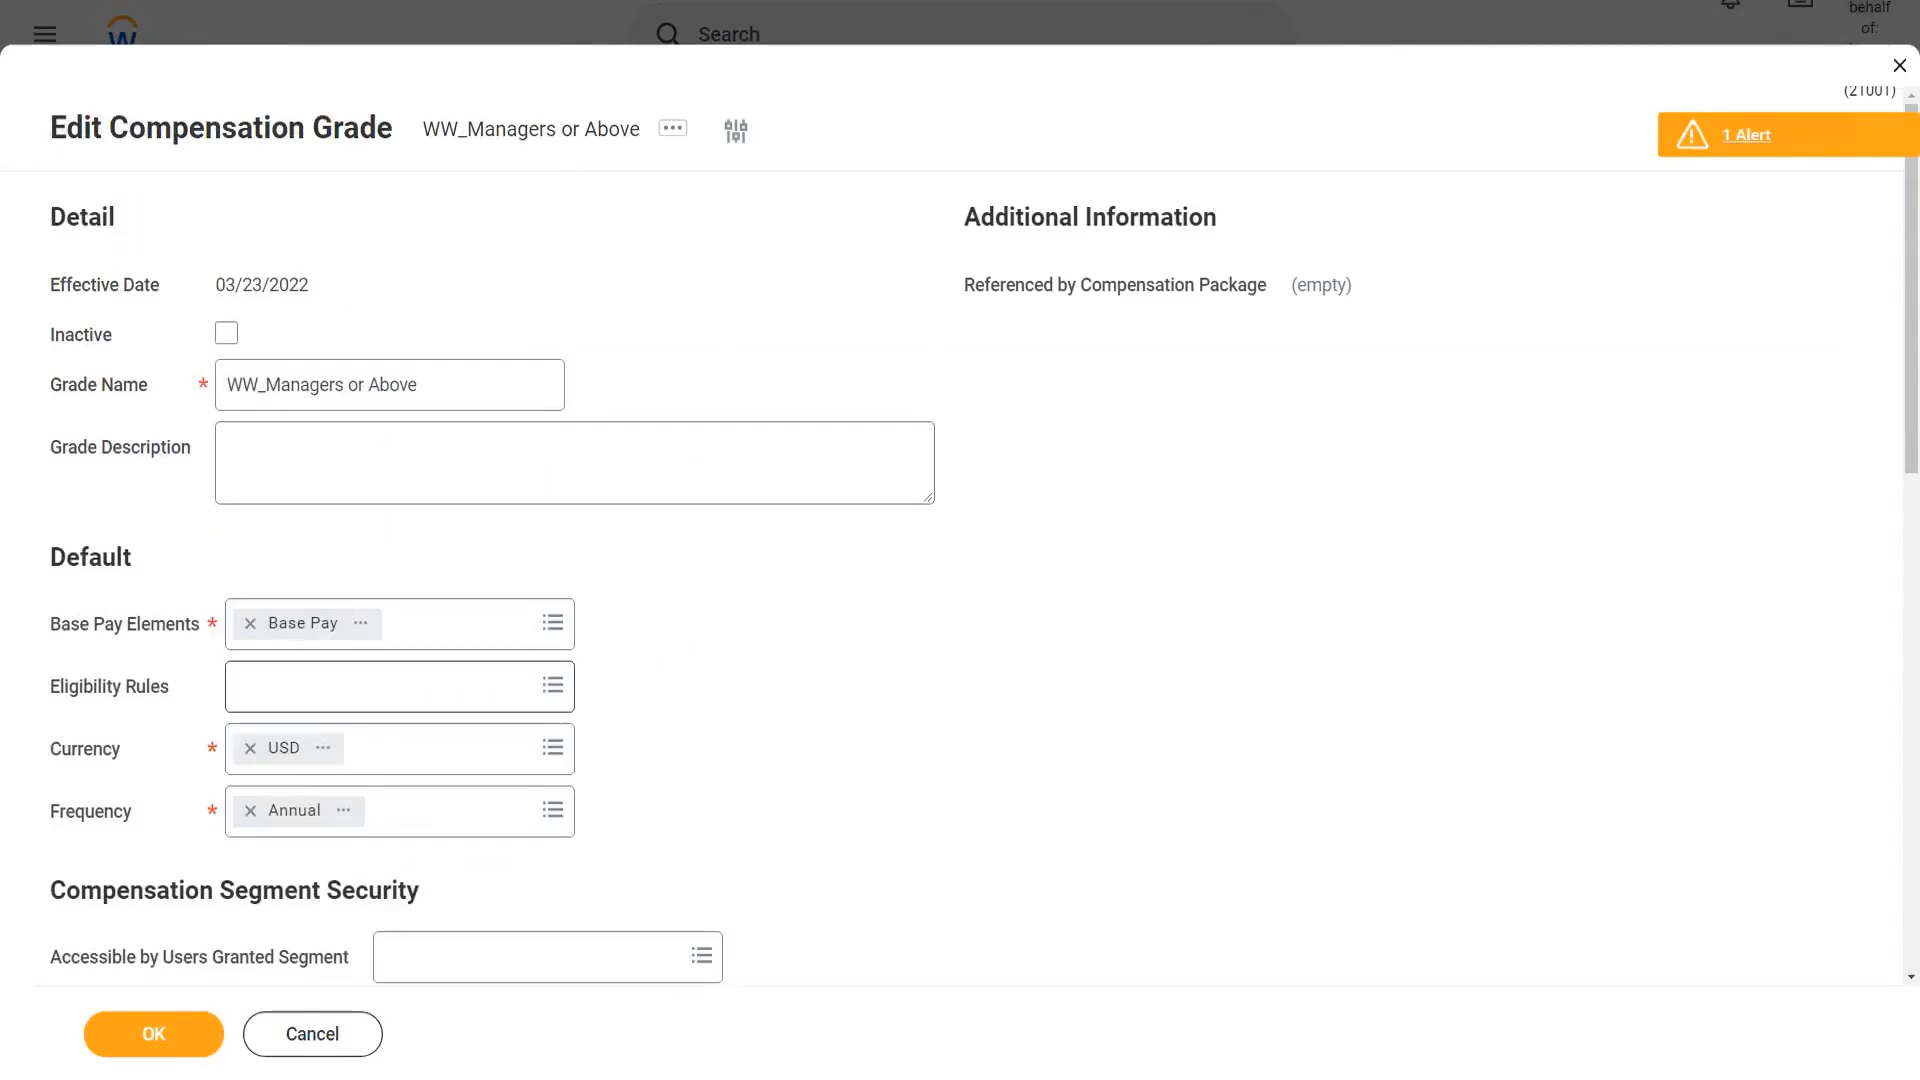 behalf
of:
W
Search
(21001)
Edit Compensation Grade WW_Managers or Above
1 Alert
Detail
Additional Information
Effective Date 03/23/2022
Referenced by Compensation Package (empty)
Inactive
Grade Name * WW_Managers or Above
Grade Description
Default
Base Pay Elements * Base Pay
Eligibility Rules
Currency * USD
Frequency * Annual
Compensation Segment Security
Accessible by Users Granted Segment
OK Cancel